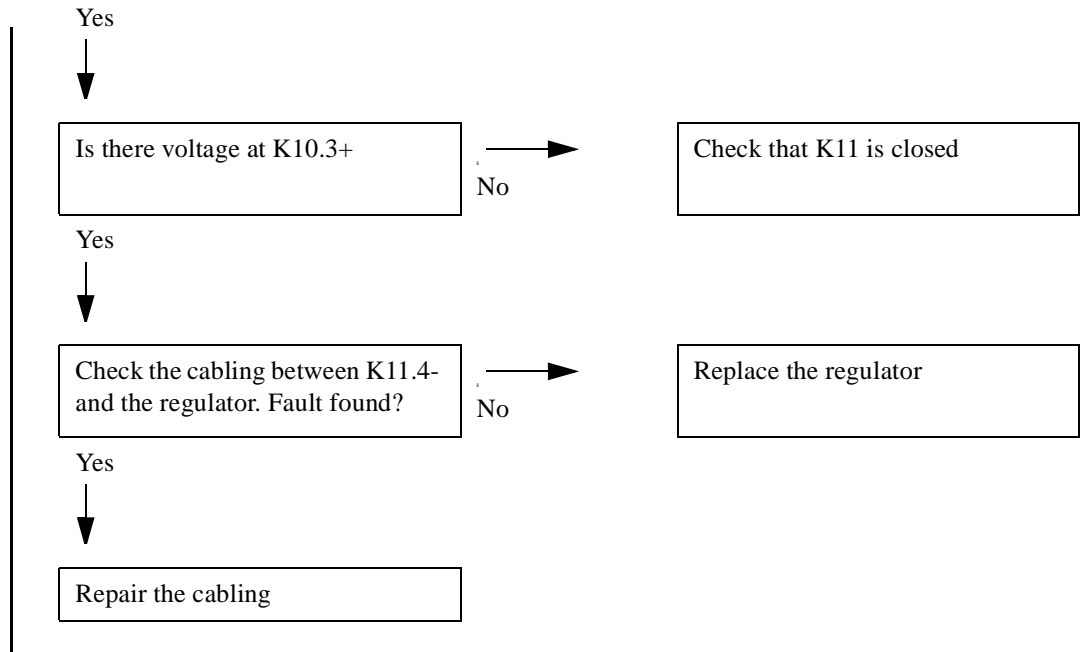 Yes
Is there voltage at K10.3+
No
Check that K11 is closed
Yes
Check the cabling between K11.4-
and the regulator. Fault found?
No
Replace the regulator
Yes
Repair the cabling